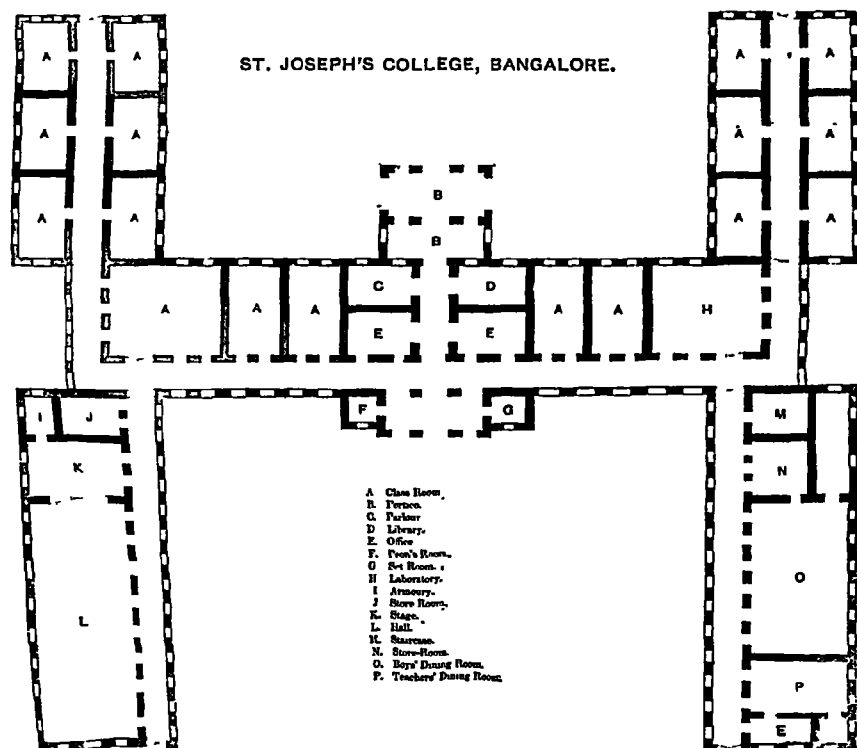 ST. JOSEPH'S COLLEGE, BANGALORE.
A A A A
A A A A
A A A A
B
B
A A A C D A A H
E E
F G
I J M
K N
L O
P
E
A Class Room
B. Portico.
C. Parlour
D Library.
E. Office
F. Peon's Room.
G Set Room.
H Laboratory.
I Armoury.
J Store Room.
K. Stage.
L. Hall.
M. Staircase.
N. Store-Room.
O. Boys' Dining Room.
P. Teachers' Dining Room.